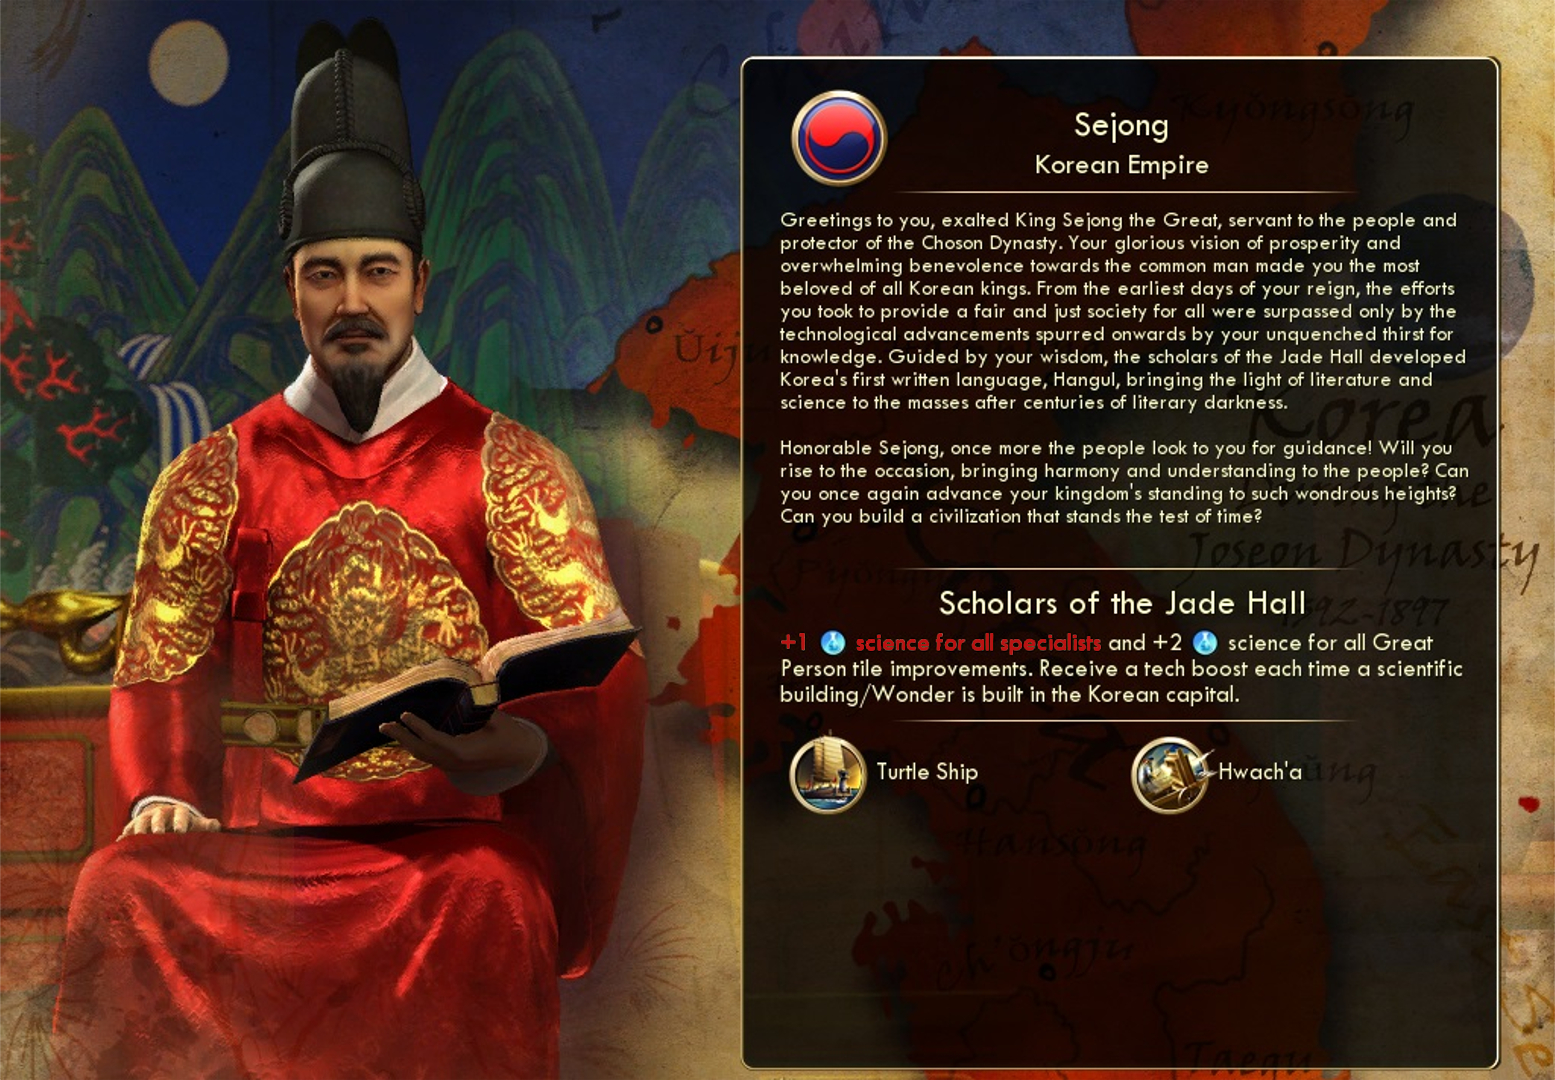 Sejong
Korean Empire
Greetings to you, exalted King Sejong the Great, servant to the people and
protector of the Choson Dynasty. Your glorious vision of prosperity and
overwhelming benevolence towards the common man made you the most
beloved of all Korean kings. From the earliest days of your reign, the efforts
you took to provide a fair and just society for all were surpassed only by the
technological advancements spurred onwards by your unquenched thirst for
knowledge. Guided by your wisdom, the scholars of the Jade Hall developed
Korea's first written language, Hangul, bringing the light of literature and
science to the masses after centuries of literary darkness.
Honorable Sejong, once more the people look to you for guidance! Will you
rise to the occasion, bringing harmony and understanding to the people? Can
you once again advance your kingdom's standing to such wondrous heights?
Can you build a civilization that stands the test of time?
Scholars of the Jade Hall
+1 science for all specialists and +2 science for all Great
Person tile improvements. Receive a tech boost each time a scientific
building/Wonder is built in the Korean capital.
Turtle Ship
Hwach'a
Kyŏngsŏng
Korea
the
Joseon Dynasty
Hansŏng
Ch'ŏngju
Taegu